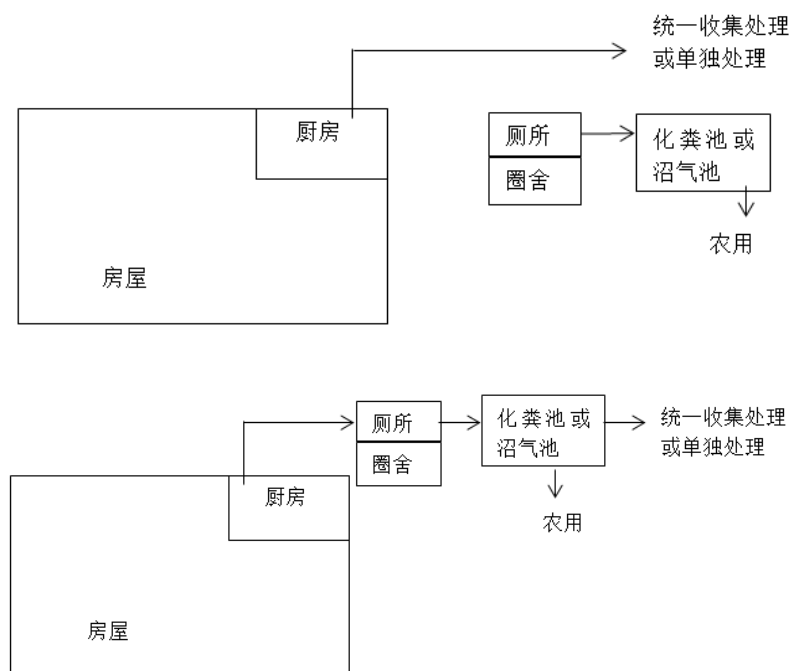 统一收集处理
或单独处理
厨房
厕所
圈舍
化粪池或
沼气池
农用
房屋
厕所
圈舍
化粪池或
沼气池
统一收集处理
或单独处理
厨房
农用
房屋